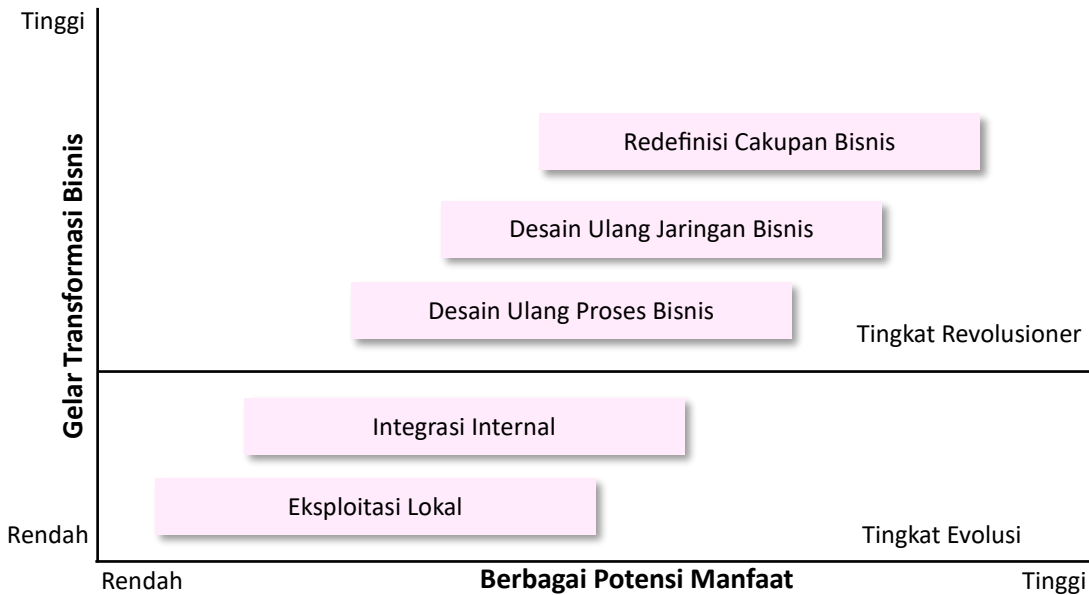 Tinggi
Redefinisi Cakupan Bisnis
Desain Ulang Jaringan Bisnis
Desain Ulang Proses Bisnis
Tingkat Revolusioner
Gelar Transformasi Bisnis
Integrasi Internal
Eksploitasi Lokal
Rendah
Tingkat Evolusi
Rendah
Berbagai Potensi Manfaat
Tinggi